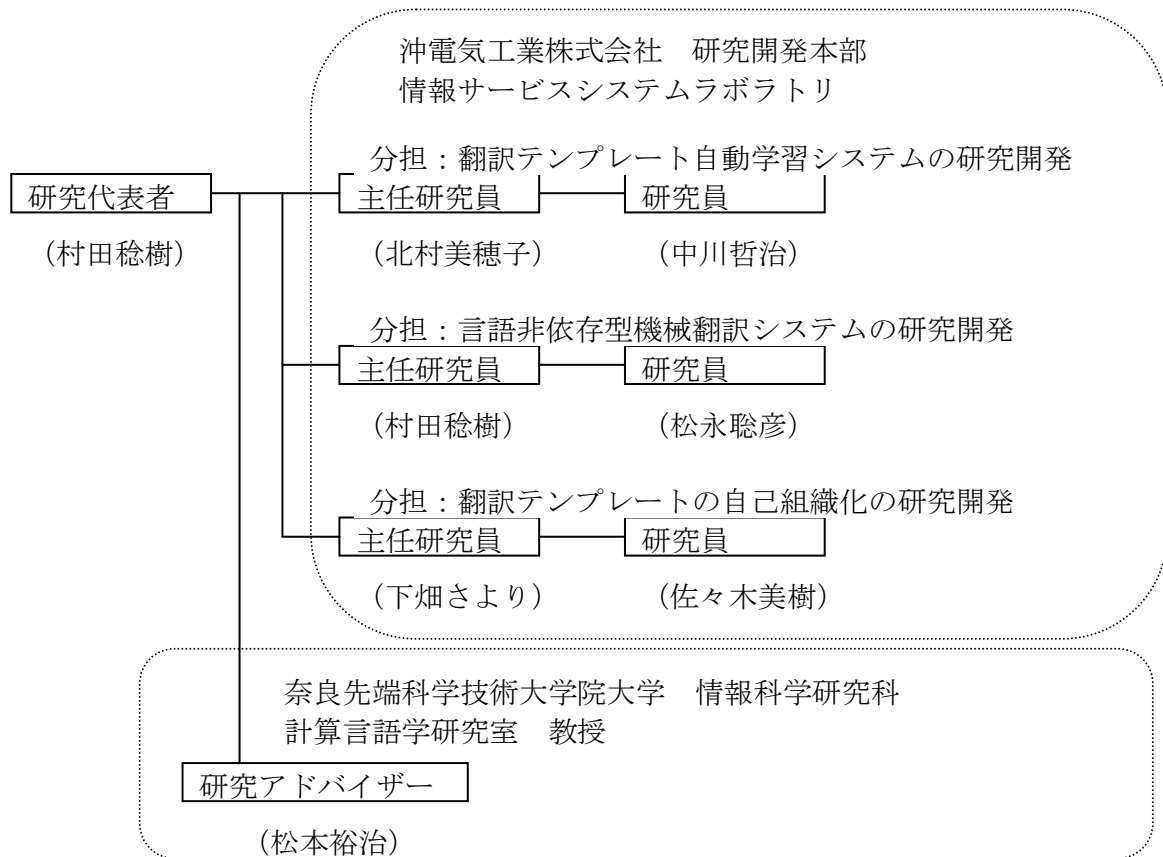 沖電気工業株式会社　研究開発本部
情報サービスシステムラボラトリ
分担：翻訳テンプレート自動学習システムの研究開発
研究代表者
主任研究員
研究員
（村田稔樹）
（北村美穂子）
（中川哲治）
分担：言語非依存型機械翻訳システムの研究開発
主任研究員
研究員
（村田稔樹）
（松永聡彦）
分担：翻訳テンプレートの自己組織化の研究開発
主任研究員
研究員
（下畑さより）
（佐々木美樹）
奈良先端科学技術大学院大学　情報科学研究科
計算言語学研究室　教授
研究アドバイザー
（松本裕治）